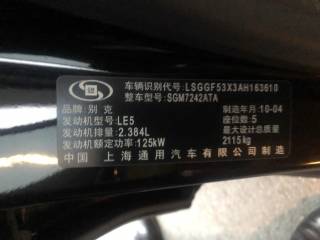 车辆识别代号: LSGGF53X3AH163610
整车型号: SGM7242ATA
品牌: 别克 制造年月: 10-04
发动机型号: LE5 座位数: 5
发动机排量: 2.384L 最大设计总质量
发动机额定功率: 125kW 2115kg
中国 上海通用汽车有限公司制造